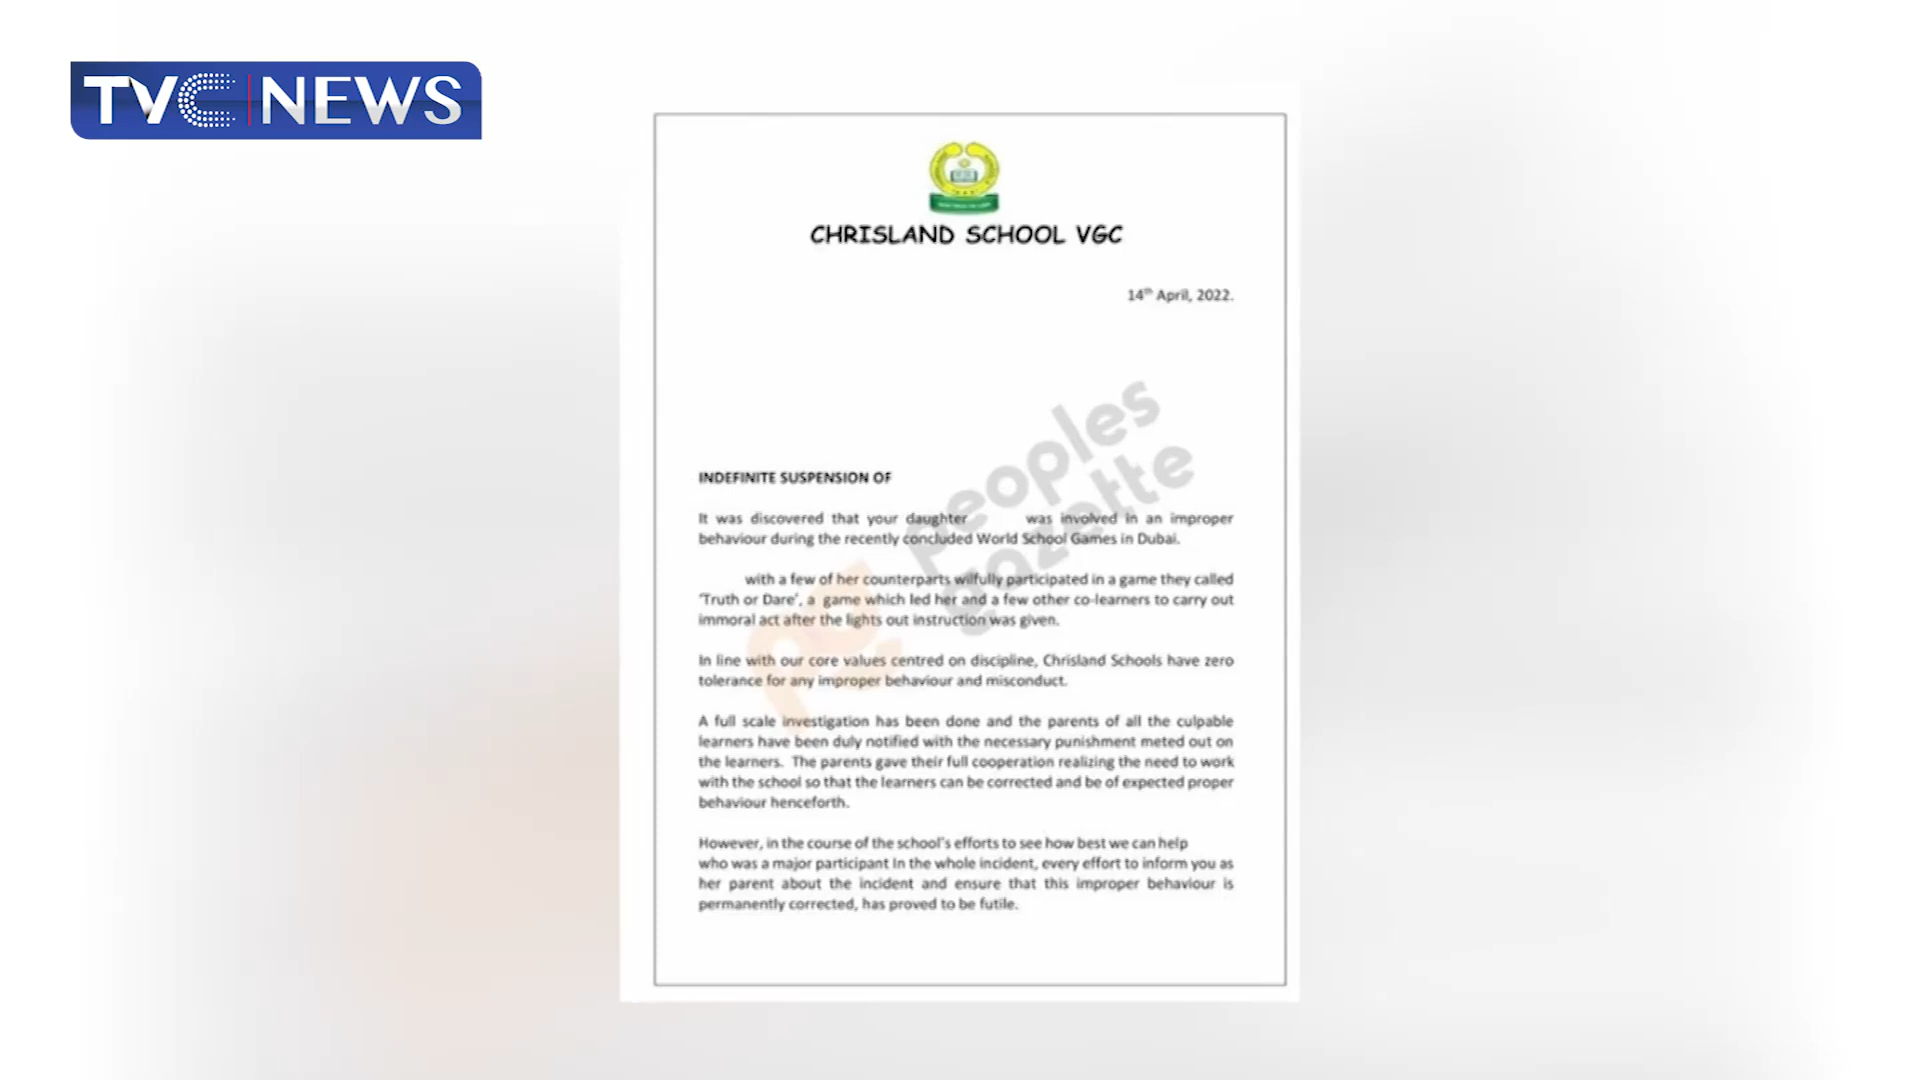 TVC NEWS
CHRISLAND SCHOOL VGC
14th April, 2022.
peoples
gazette
INDEFINITE SUSPENSION OF
It was discovered that your daughter was involved in an improper
behaviour during the recently concluded World School Games in Dubai.
with a few of her counterparts wilfully participated in a game they called
'Truth or Dare', a game which led her and a few other co-learners to carry out
immoral act after the lights out instruction was given.
In line with our core values centred on discipline, Chrisland Schools have zero
tolerance for any improper behaviour and misconduct.
A full scale investigation has been done and the parents of all the culpable
learners have been duly notified with the necessary punishment meted out on
the learners. The parents gave their full cooperation realizing the need to work
with the school so that the learners can be corrected and be of expected proper
behaviour henceforth.
However, in the course of the school's efforts to see how best we can help
who was a major participant In the whole incident, every effort to inform you as
her parent about the incident and ensure that this improper behaviour is
permanently corrected, has proved to be futile.